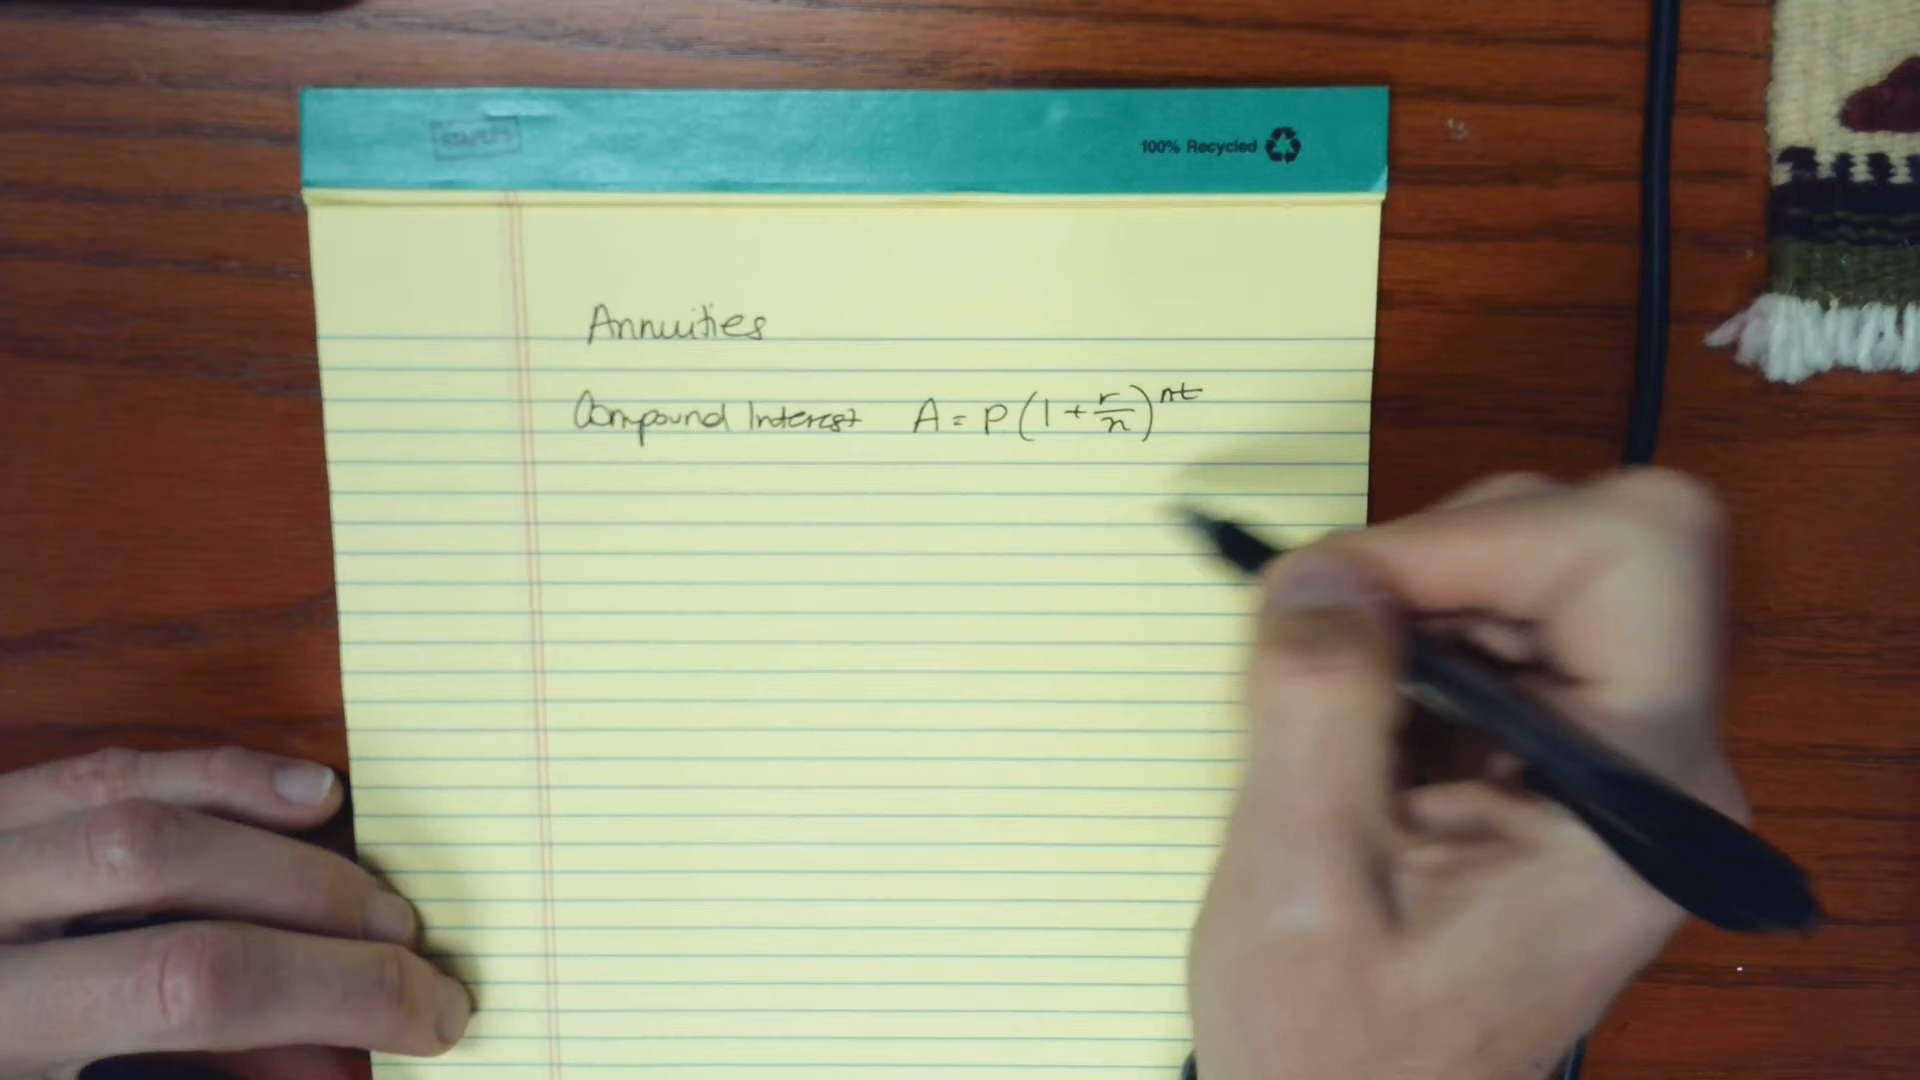 100% Recycled
Annuities
Compound Interest A = P(1 + r/n)^nt